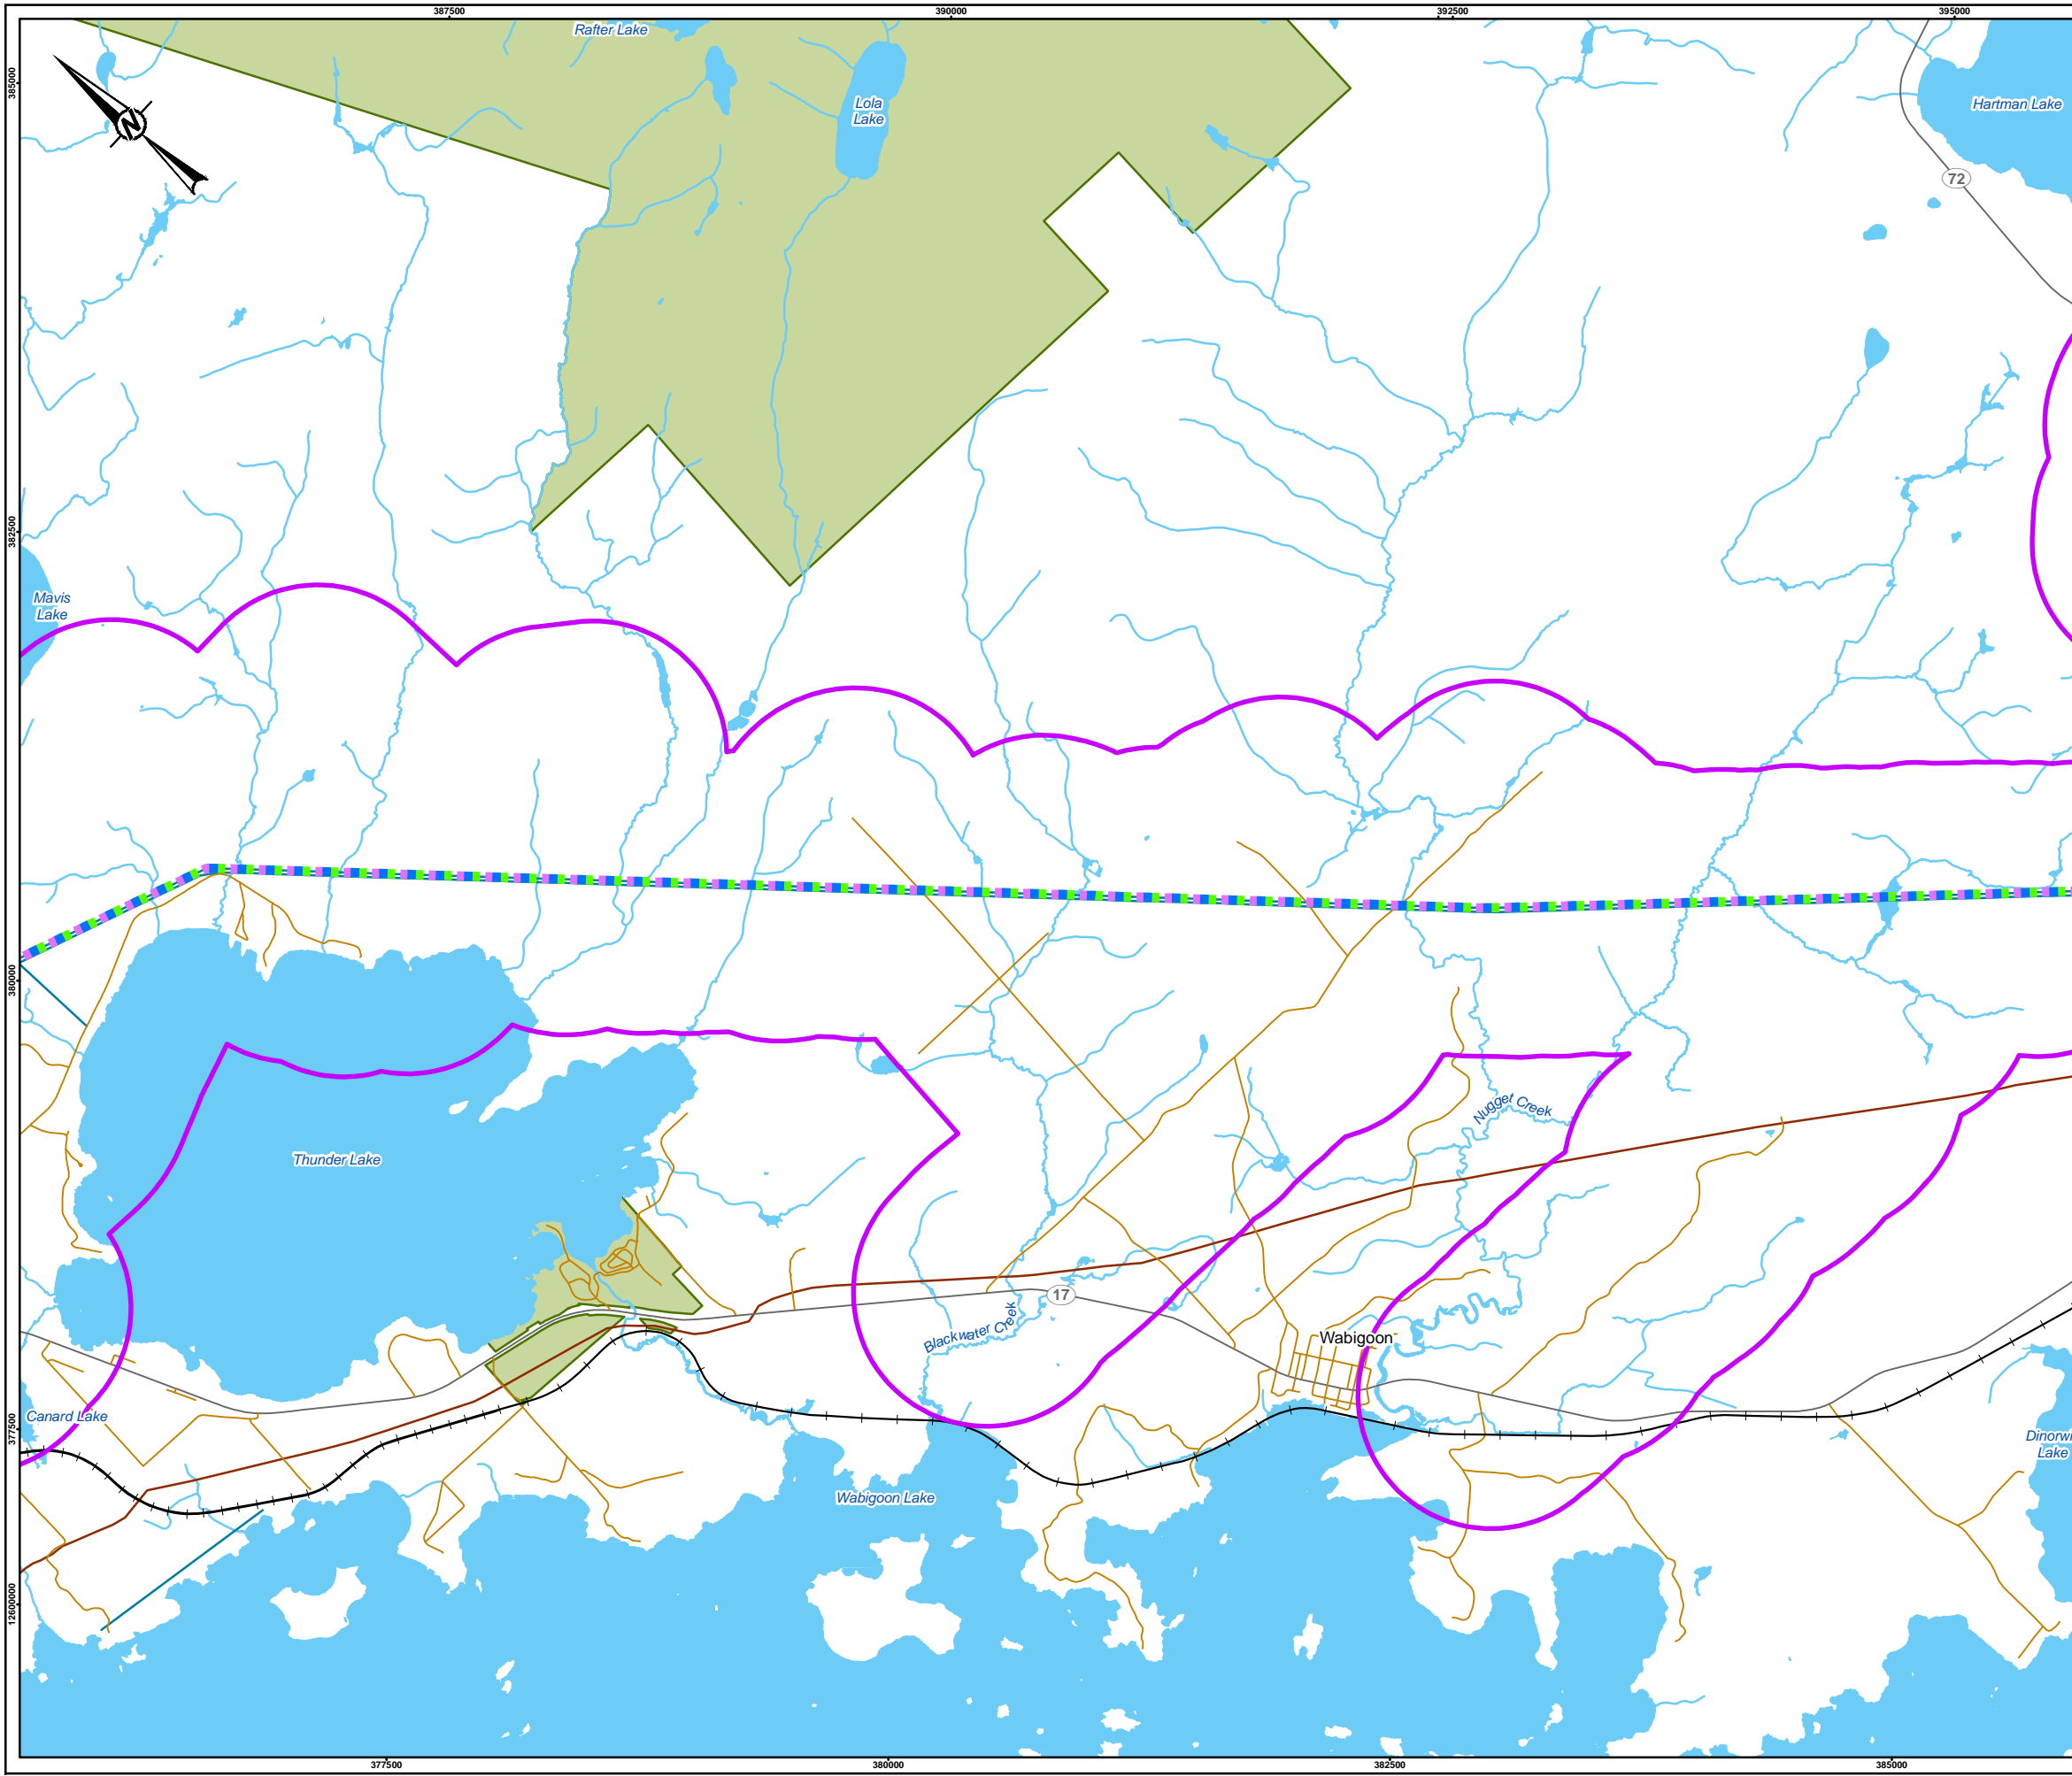 387500
390000
392500
395000
Rafter Lake
385000
N
Lola
Lake
Hartman Lake
72
382500
Mavis
Lake
380000
Nugget Creek
Thunder Lake
17
Blackwater Creek
Wabigoon
Canard Lake
377500
Lake
Wabigoon Lake
12600000
377500
380000
382500
385000